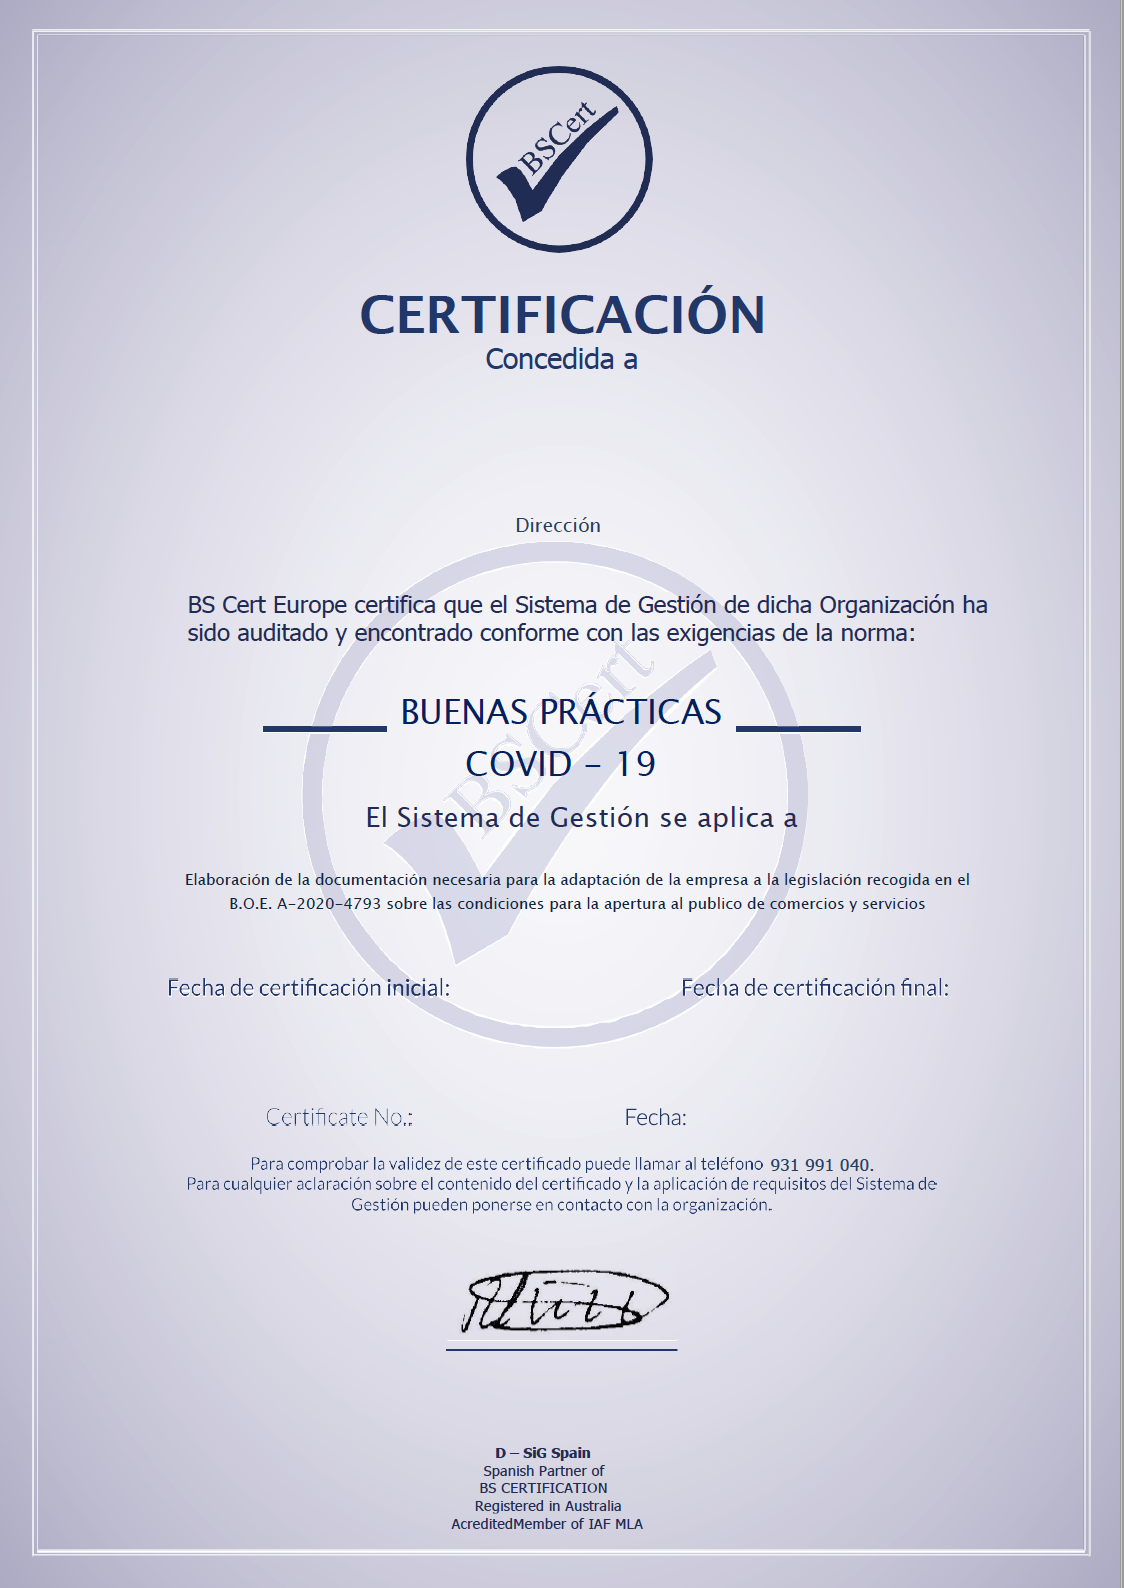 BSCert
CERTIFICACIÓN
Concedida a
Dirección
BS Cert Europe certifica que el Sistema de Gestión de dicha Organización ha
sido auditado y encontrado conforme con las exigencias de la norma:
BSCert
BUENAS PRÁCTICAS
COVID – 19
El Sistema de Gestión se aplica a
Elaboración de la documentación necesaria para la adaptación de la empresa a la legislación recogida en el
B.O.E. A-2020-4793 sobre las condiciones para la apertura al publico de comercios y servicios
Fecha de certificación inicial: Fecha de certificación final:
Certificate No.: Fecha:
Para comprobar la validez de este certificado puede llamar al teléfono 931 991 040.
Para cualquier aclaración sobre el contenido del certificado y la aplicación de requisitos del Sistema de
Gestión pueden ponerse en contacto con la organización.
D – SiG Spain
Spanish Partner of
BS CERTIFICATION
Registered in Australia
AcreditedMember of IAF MLA